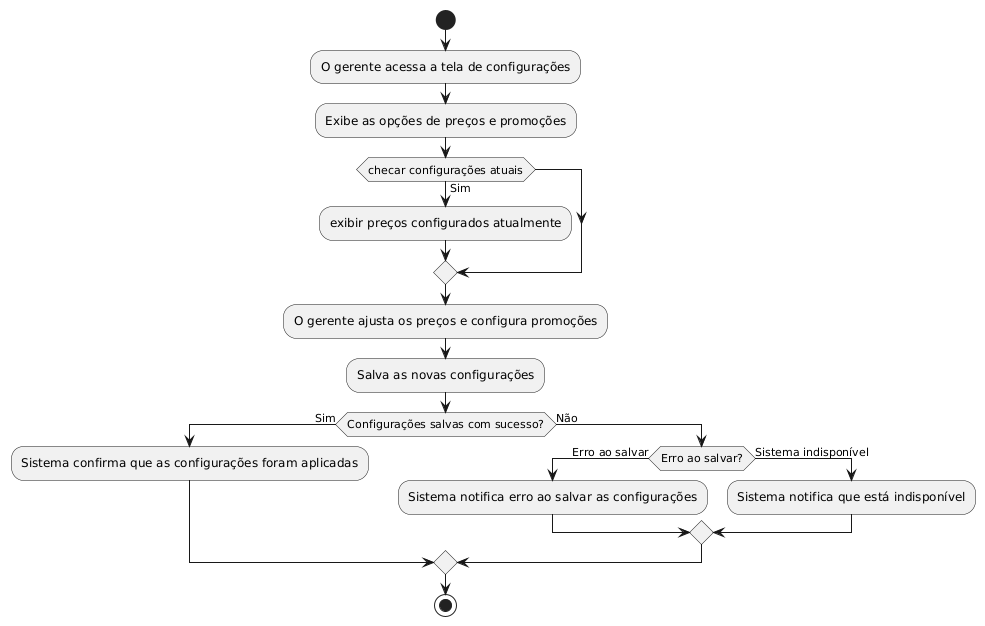 O gerente acessa a tela de configurações
Exibe as opções de preços e promoções
checar configurações atuais
Sim
exibir preços configurados atualmente
O gerente ajusta os preços e configura promoções
Salva as novas configurações
Sim
Configurações salvas com sucesso?
Não
Sistema confirma que as configurações foram aplicadas
Erro ao salvar
Erro ao salvar?
Sistema indisponível
Sistema notifica erro ao salvar as configurações
Sistema notifica que está indisponível